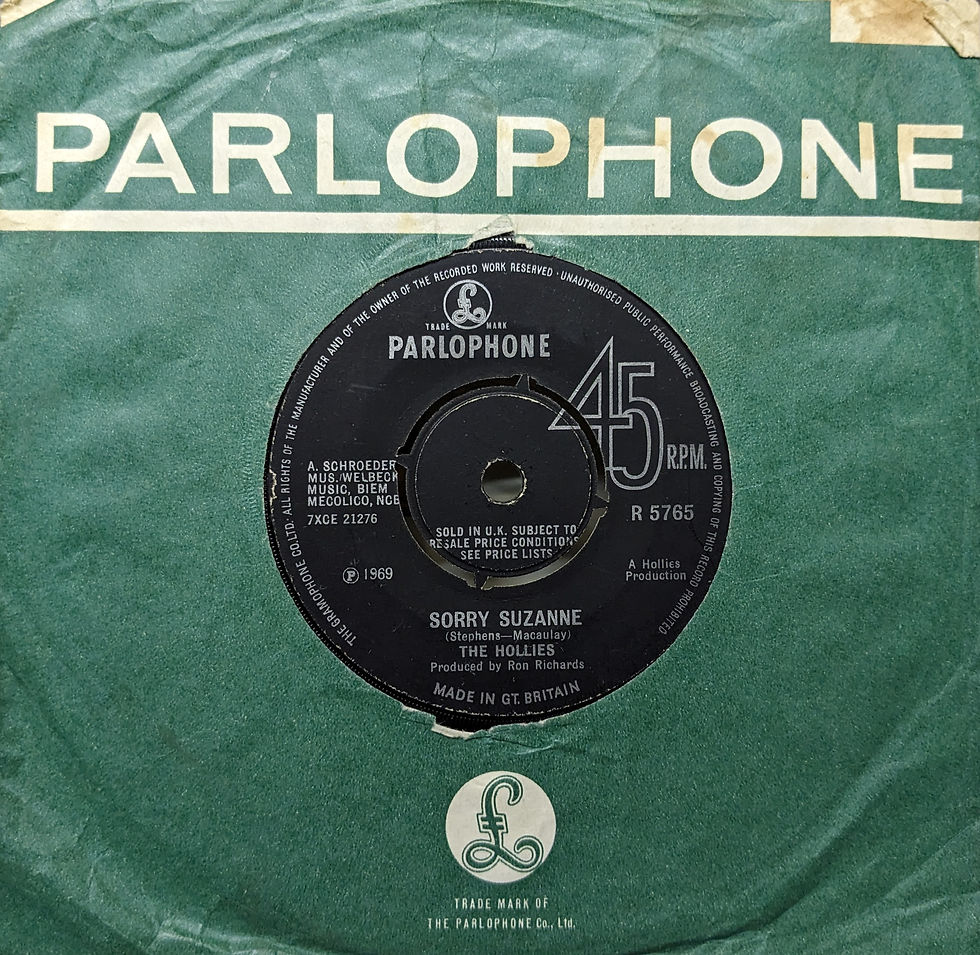 PARLOPHONE
THE GRAMOPHONE CO.LTD. ALL RIGHTS OF THE MANUFACTURER AND OF THE OWNER OF THE RECORDED WORK RESERVED · UNAUTHORISED PUBLIC PERFORMANCE BROADCASTING AND COPYING OF THIS RECORD PROHIBITED
£
TRADE MARK
PARLOPHONE
45 R.P.M.
A. SCHROEDER
MUS./WELBECK
MUSIC, BIEM
MECOLICO, NCB
7XCE 21276
R 5765
SOLD IN U.K. SUBJECT TO
RESALE PRICE CONDITIONS
SEE PRICE LISTS
℗ 1969
A Hollies
Production
SORRY SUZANNE
(Stephens—Macaulay)
THE HOLLIES
Produced by Ron Richards
MADE IN GT. BRITAIN
£
TRADE MARK OF
THE PARLOPHONE Co., Ltd.